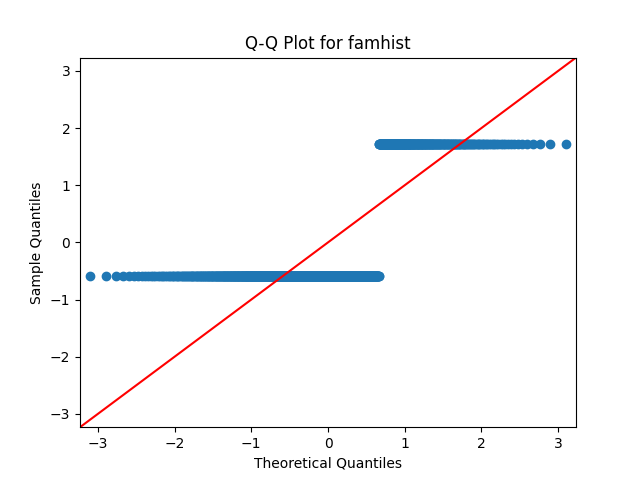 Q-Q Plot for famhist
3
2
1
0
−1
−2
−3
Sample Quantiles
−3 −2 −1 0 1 2 3
Theoretical Quantiles